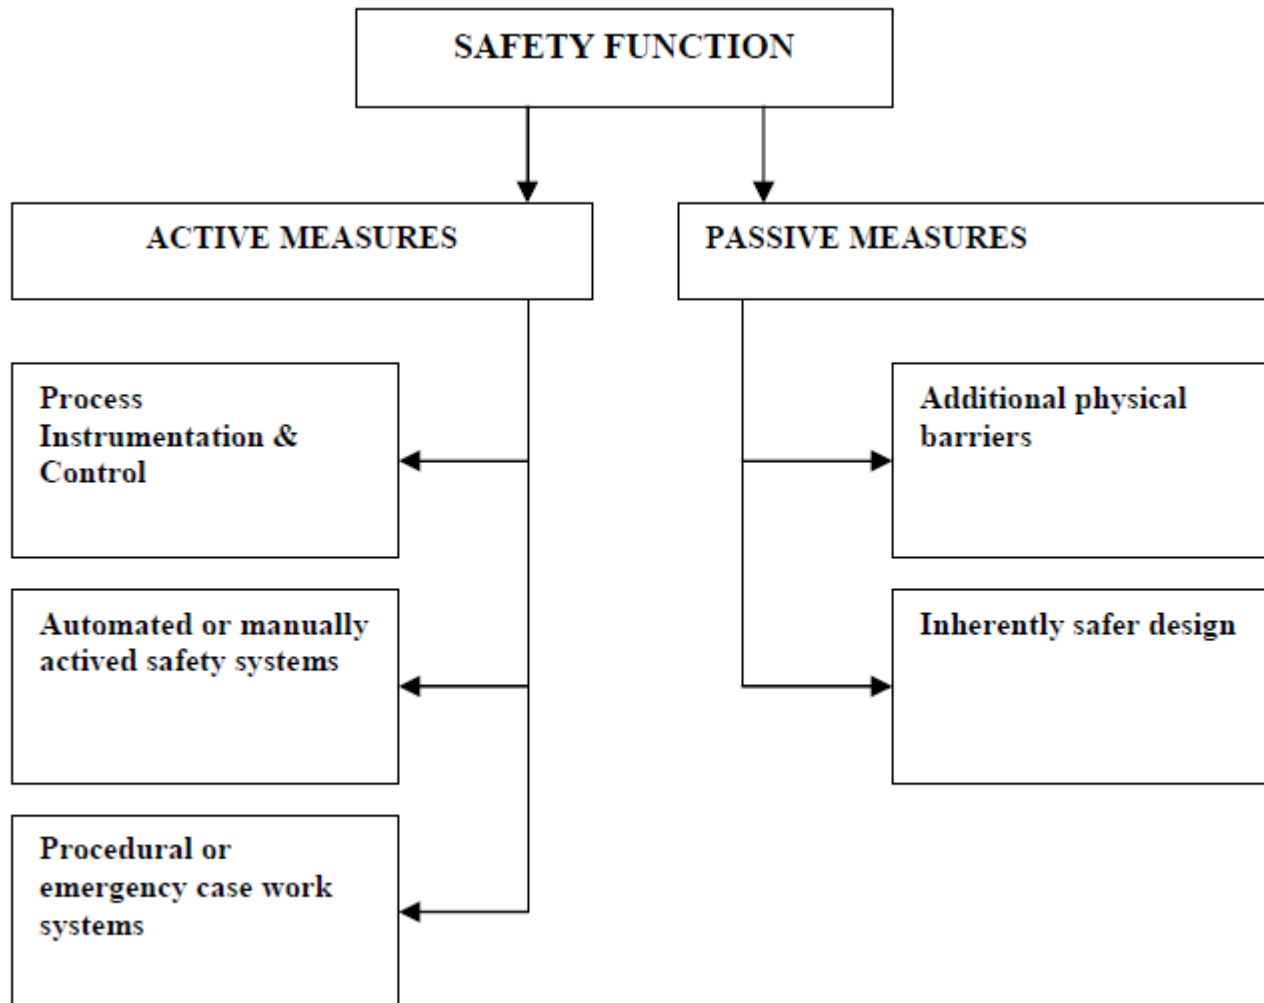 SAFETY FUNCTION
ACTIVE MEASURES
PASSIVE MEASURES
Process
Instrumentation &
Control
Additional physical
barriers
Automated or manually
actived safety systems
Inherently safer design
Procedural or
emergency case work
systems